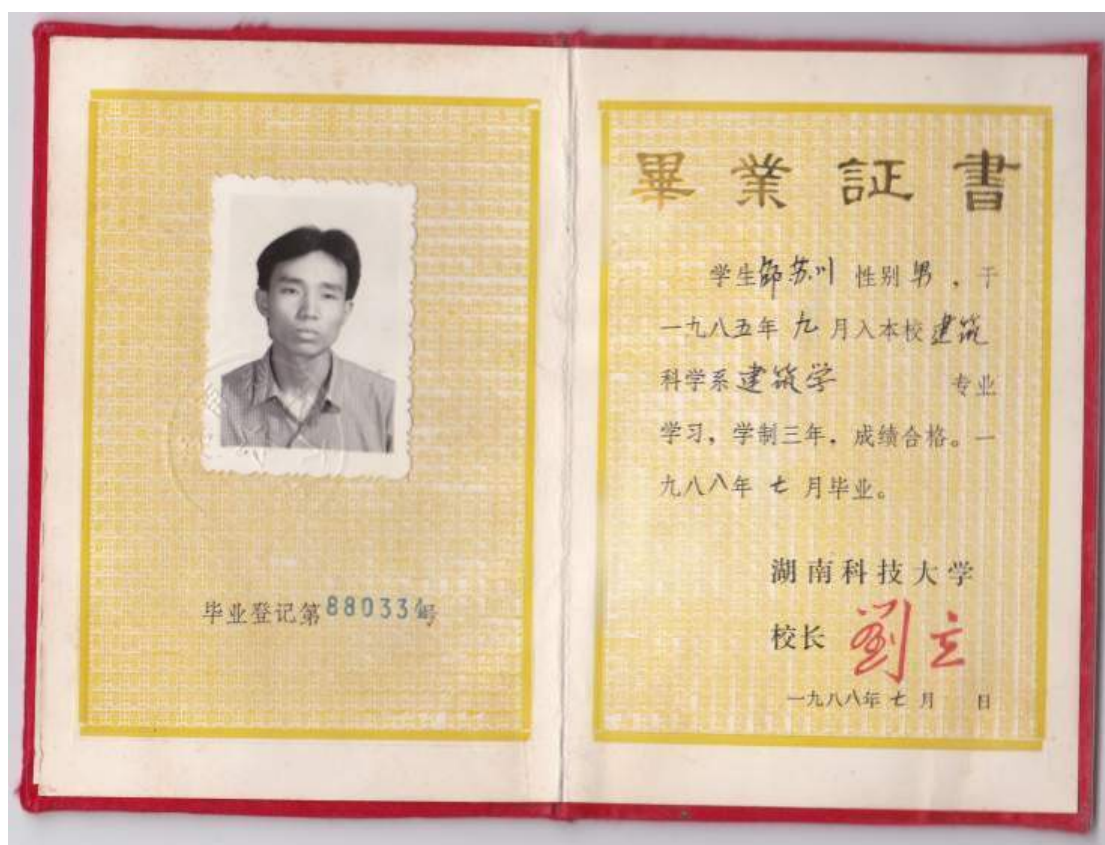 毕业登记第88033号
畢業証書
学生 苏川 性别 男，于
一九八五年 九 月入本校 建筑
科学系 建筑学 专业
学习，学制三年，成绩合格。一
九八八年 七 月毕业。
湖南科技大学
校长 劉立
一九八八年 七 月 日